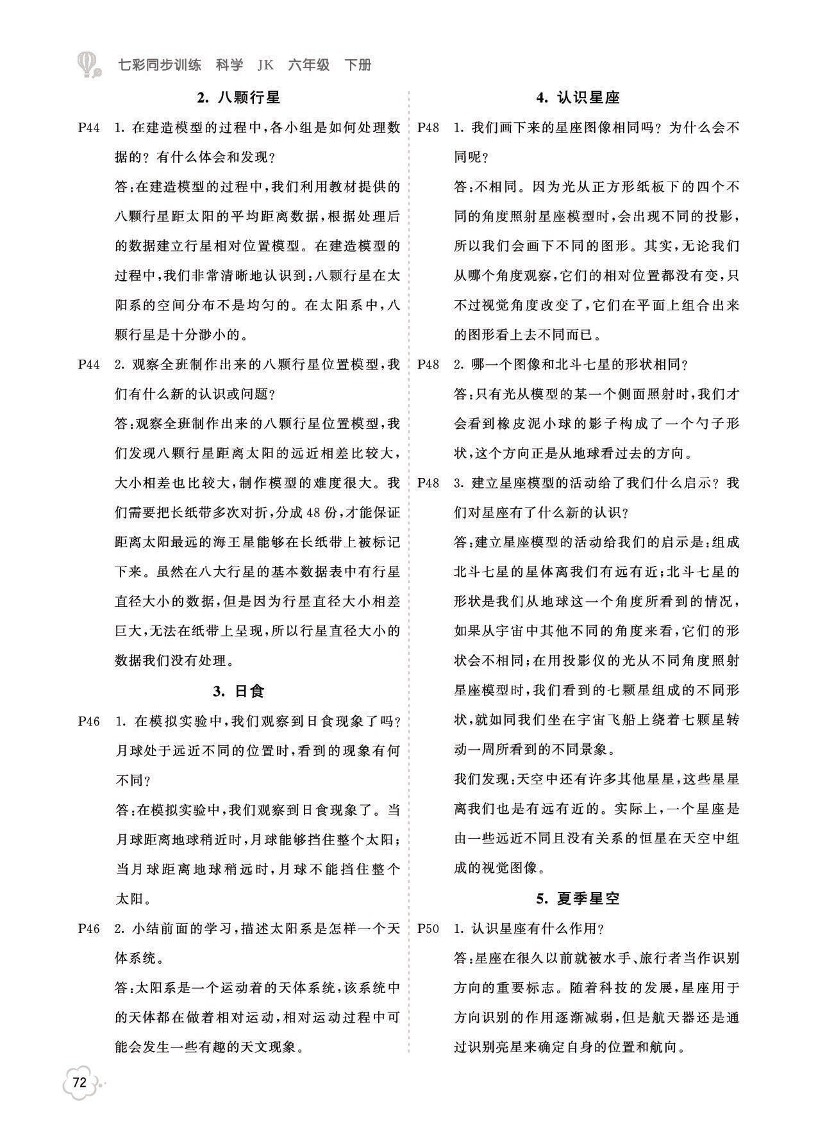 七彩同步训练 科学 JK 六年级 下册
2. 八颗行星
P44 1. 在建造模型的过程中,各小组是如何处理数
据的? 有什么体会和发现?
答:在建造模型的过程中,我们利用教材提供的
八颗行星距太阳的平均距离数据,根据处理后
的数据建立行星相对位置模型。在建造模型的
过程中,我们非常清晰地认识到:八颗行星在太
阳系的空间分布不是均匀的。在太阳系中,八
颗行星是十分渺小的。
P44 2. 观察全班制作出来的八颗行星位置模型,我
们有什么新的认识或问题?
答:观察全班制作出来的八颗行星位置模型,我
们发现八颗行星距离太阳的远近相差比较大,
大小相差也比较大,制作模型的难度很大。我
们需要把长纸带多次对折,分成 48 份,才能保证
距离太阳最远的海王星能够在长纸带上被标记
下来。虽然在八大行星的基本数据表中有行星
直径大小的数据,但是因为行星直径大小相差
巨大,无法在纸带上呈现,所以行星直径大小的
数据我们没有处理。
3. 日食
P46 1. 在模拟实验中,我们观察到日食现象了吗?
月球处于远近不同的位置时,看到的现象有何
不同?
答:在模拟实验中,我们观察到日食现象了。当
月球距离地球稍近时,月球能够挡住整个太阳;
当月球距离地球稍远时,月球不能挡住整个
太阳。
P46 2. 小结前面的学习,描述太阳系是怎样一个天
体系统。
答:太阳系是一个运动着的天体系统,该系统中
的天体都在做着相对运动,相对运动过程中可
能会发生一些有趣的天文现象。
4. 认识星座
P48 1. 我们画下来的星座图像相同吗? 为什么会不
同呢?
答:不相同。因为光从正方形纸板下的四个不
同的角度照射星座模型时,会出现不同的投影,
所以我们会画下不同的图形。其实,无论我们
从哪个角度观察,它们的相对位置都没有变,只
不过视觉角度改变了,它们在平面上组合出来
的图形看上去不同而已。
P48 2. 哪一个图像和北斗七星的形状相同?
答:只有光从模型的某一个侧面照射时,我们才
会看到橡皮泥小球的影子构成了一个勺子形
状,这个方向正是从地球看过去的方向。
P48 3. 建立星座模型的活动给了我们什么启示? 我
们对星座有了什么新的认识?
答:建立星座模型的活动给我们的启示是:组成
北斗七星的星体离我们有远有近;北斗七星的
形状是我们从地球这一个角度所看到的情况,
如果从宇宙中其他不同的角度来看,它们的形
状会不相同;在用投影仪的光从不同角度照射
星座模型时,我们看到的七颗星组成的不同形
状,就如同我们坐在宇宙飞船上绕着七颗星转
动一周所看到的不同景象。
我们发现:天空中还有许多其他星星,这些星星
离我们也是有远有近的。实际上,一个星座是
由一些远近不同且没有关系的恒星在天空中组
成的视觉图像。
5. 夏季星空
P50 1. 认识星座有什么作用?
答:星座在很久以前就被水手、旅行者当作识别
方向的重要标志。随着科技的发展,星座用于
方向识别的作用逐渐减弱,但是航天器还是通
过识别亮星来确定自身的位置和航向。
72